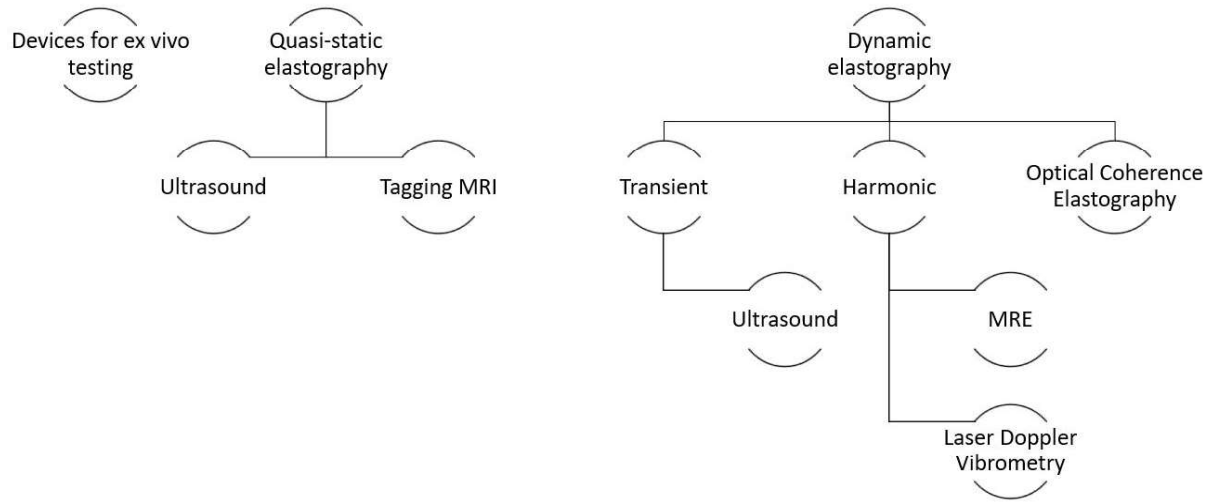 Devices for ex vivo
testing
Quasi-static
elastography
Dynamic
elastography
Ultrasound
Tagging MRI
Transient
Harmonic
Optical Coherence
Elastography
Ultrasound
MRE
Laser Doppler
Vibrometry